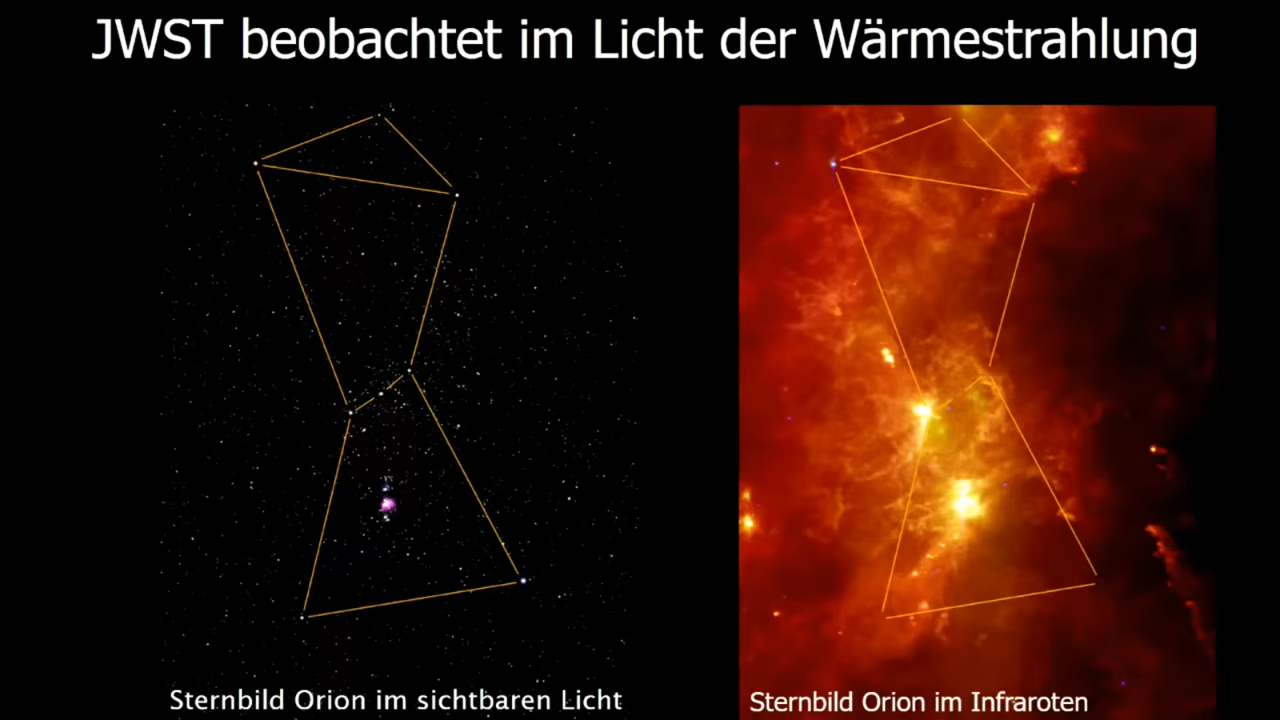 JWST beobachtet im Licht der Wärmestrahlung
Sternbild Orion im sichtbaren Licht
Sternbild Orion im Infraroten